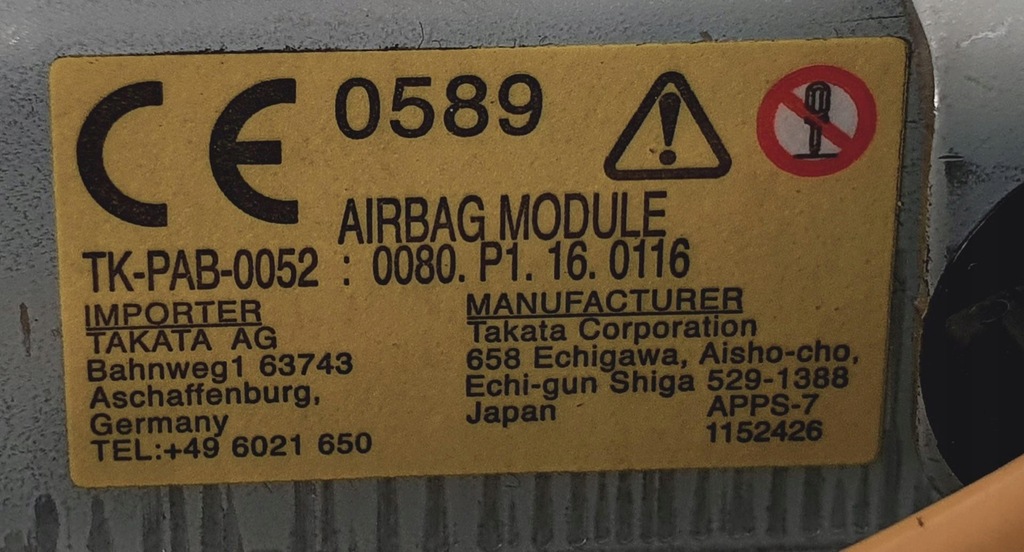 CE 0589
AIRBAG MODULE
TK-PAB-0052 : 0080. P1. 16. 0116
IMPORTER
TAKATA AG
Bahnweg1 63743
Aschaffenburg,
Germany
TEL:+49 6021 650
MANUFACTURER
Takata Corporation
658 Echigawa, Aisho-cho,
Echi-gun Shiga 529-1388
Japan
APPS-7
1152426